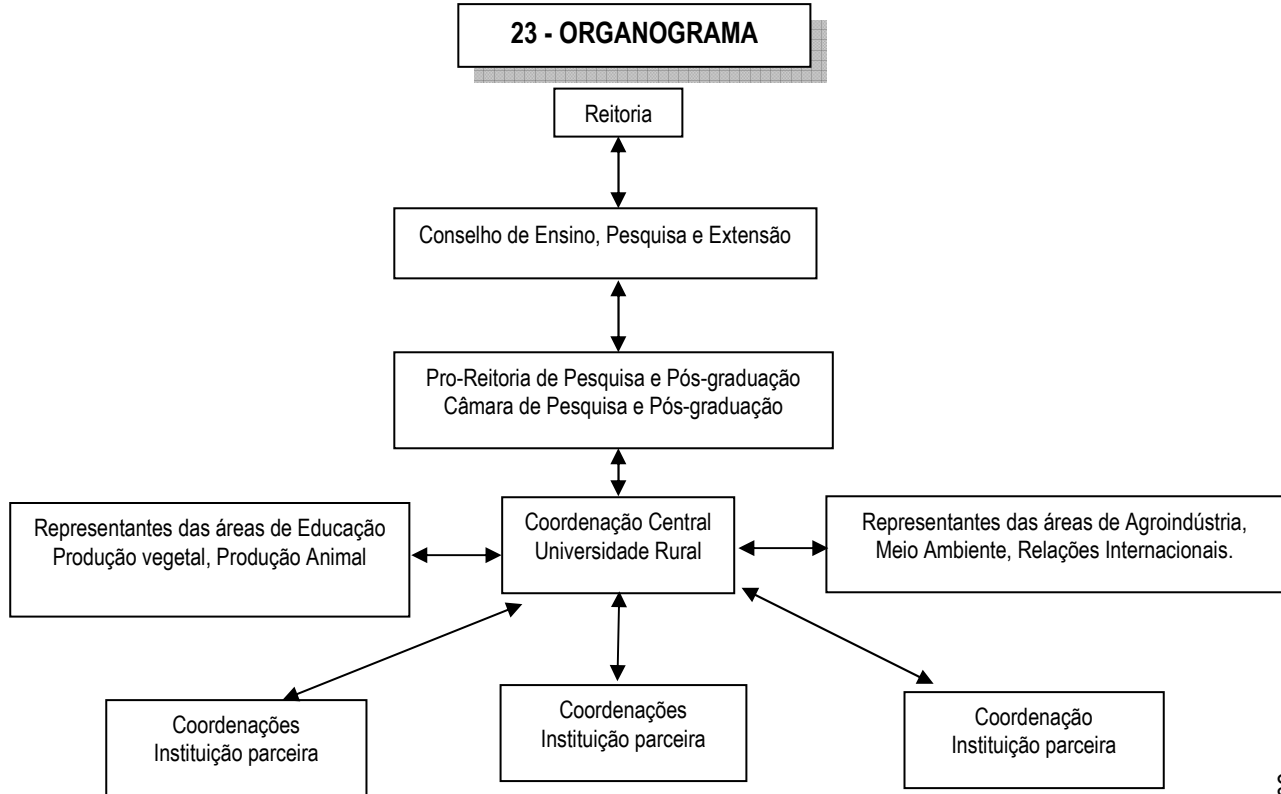 23 - ORGANOGRAMA
Reitoria
Conselho de Ensino, Pesquisa e Extensão
Pro-Reitoria de Pesquisa e Pós-graduação
Câmara de Pesquisa e Pós-graduação
Representantes das áreas de Educação
Produção vegetal, Produção Animal
Coordenação Central
Universidade Rural
Representantes das áreas de Agroindústria,
Meio Ambiente, Relações Internacionais.
Coordenações
Instituição parceira
Coordenações
Instituição parceira
Coordenação
Instituição parceira